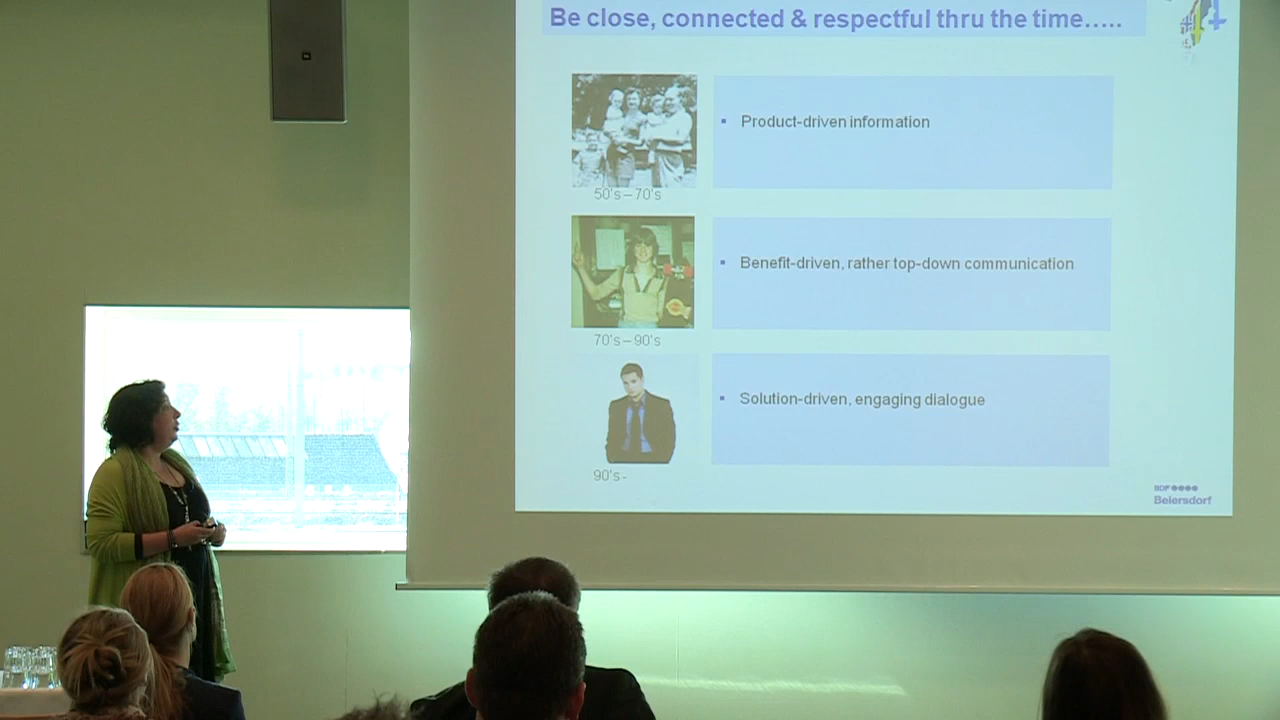 Be close, connected & respectful thru the time…..
Product-driven information
50's – 70's
Benefit-driven, rather top-down communication
70's – 90's
Solution-driven, engaging dialogue
90's -
BDF
Beiersdorf